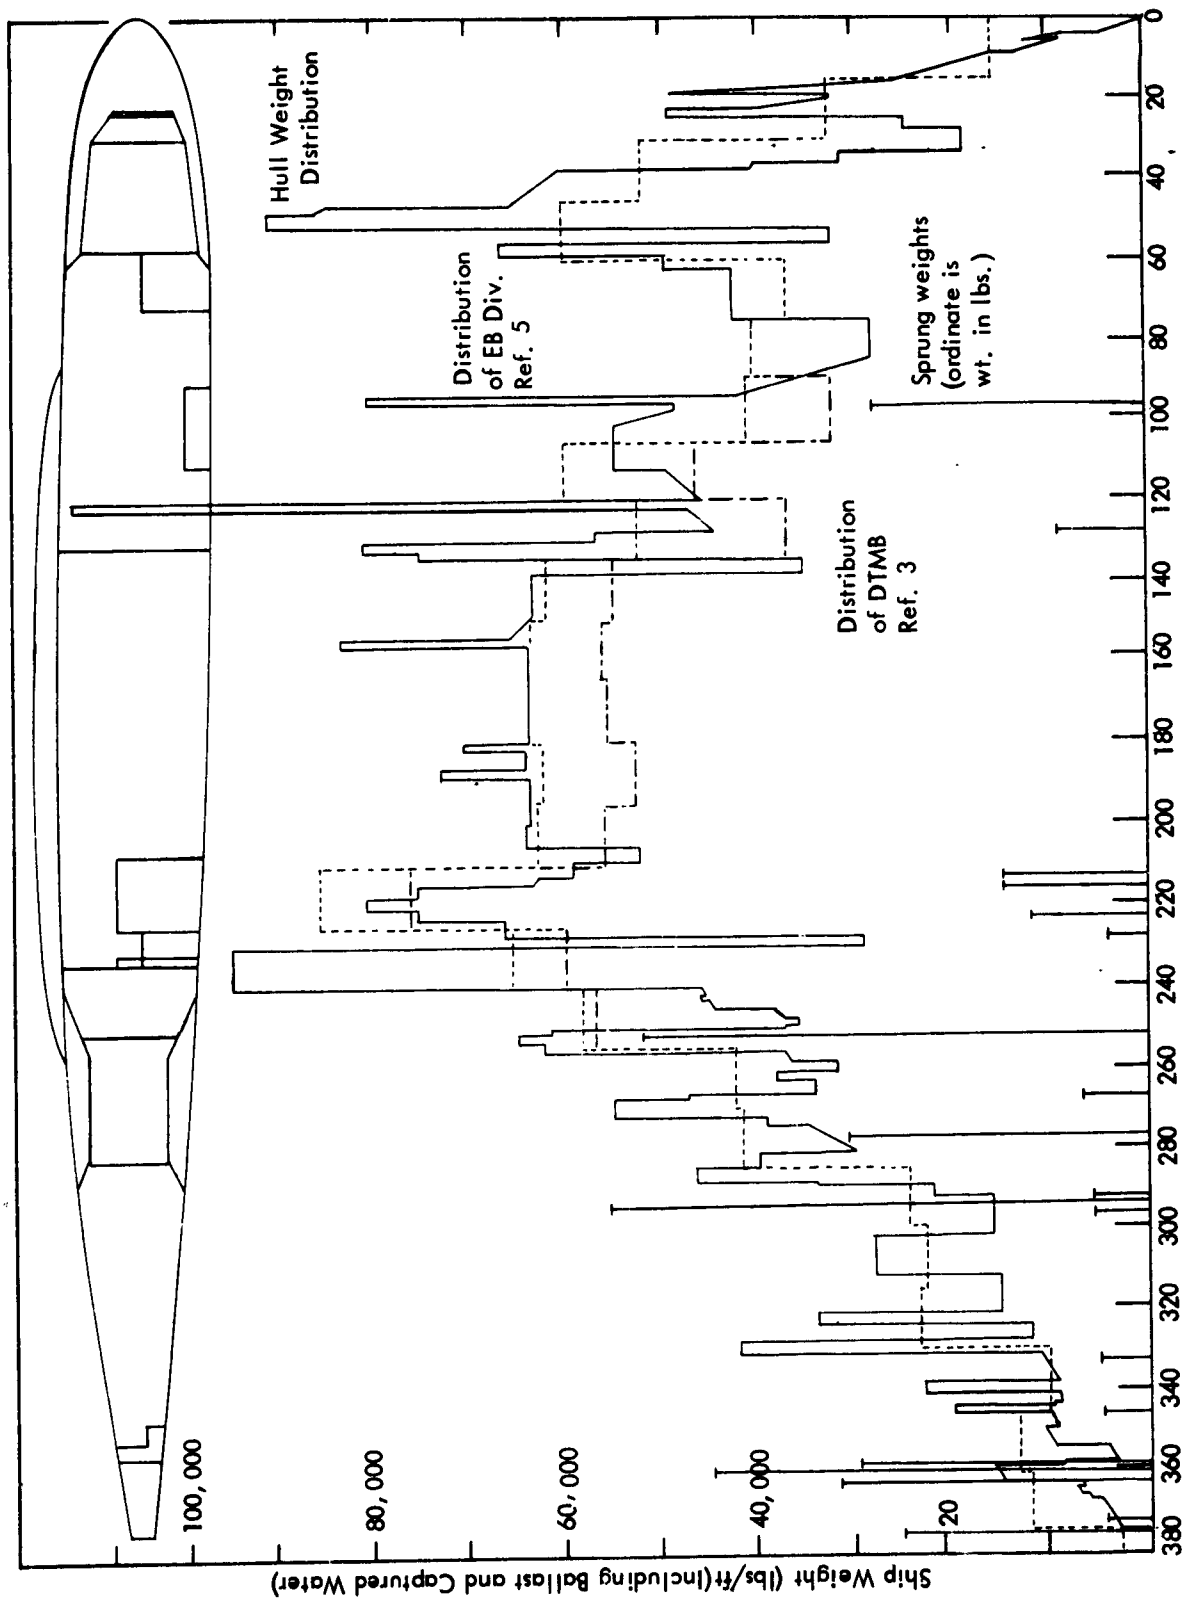 Ship Weight (lbs/ft(Including Ballast and Captured Water)
100,000
80,000
60,000
40,000
20
Hull Weight
Distribution
Distribution
of EB Div.
Ref. 5
Sprung weights
(ordinate is
wt. in lbs.)
Distribution
of DTMB
Ref. 3
380
360
340
320
300
280
260
240
220
200
180
160
140
120
100
80
60
40
20
0